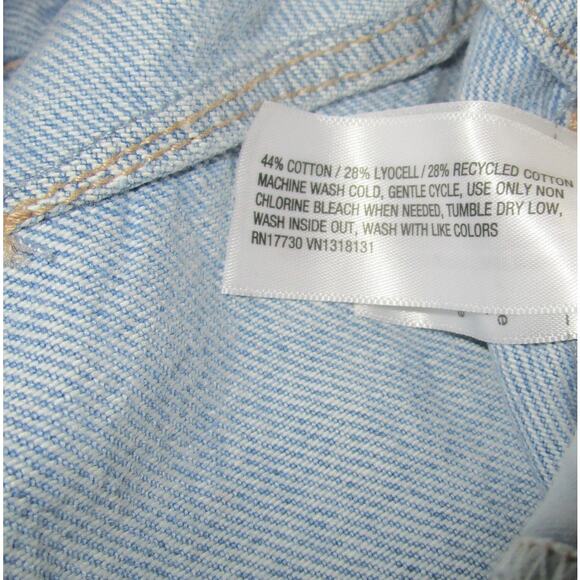 44% COTTON / 28% LYOCELL / 28% RECYCLED COTTON
MACHINE WASH COLD, GENTLE CYCLE, USE ONLY NON
CHLORINE BLEACH WHEN NEEDED, TUMBLE DRY LOW,
WASH INSIDE OUT, WASH WITH LIKE COLORS
RN17730 VN1318131